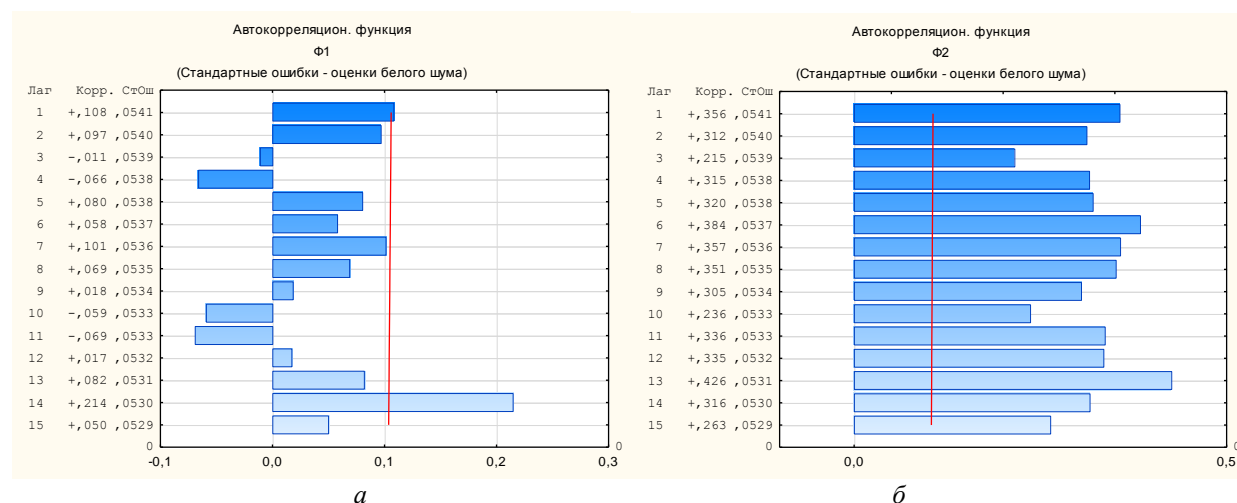 Автокорреляцион. функция
Ф1
(Стандартные ошибки - оценки белого шума)
Лаг Корр. СтОш
1 +,108 ,0541
2 +,097 ,0540
3 -,011 ,0539
4 -,066 ,0538
5 +,080 ,0538
6 +,058 ,0537
7 +,101 ,0536
8 +,069 ,0535
9 +,018 ,0534
10 -,059 ,0533
11 -,069 ,0533
12 +,017 ,0532
13 +,082 ,0531
14 +,214 ,0530
15 +,050 ,0529
0 0
-0,1 0,0 0,1 0,2 0,3
а
Автокорреляцион. функция
Ф2
(Стандартные ошибки - оценки белого шума)
Лаг Корр. СтОш
1 +,356 ,0541
2 +,312 ,0540
3 +,215 ,0539
4 +,315 ,0538
5 +,320 ,0538
6 +,384 ,0537
7 +,357 ,0536
8 +,351 ,0535
9 +,305 ,0534
10 +,236 ,0533
11 +,336 ,0533
12 +,335 ,0532
13 +,426 ,0531
14 +,316 ,0530
15 +,263 ,0529
0 0
0,0 0,5
б